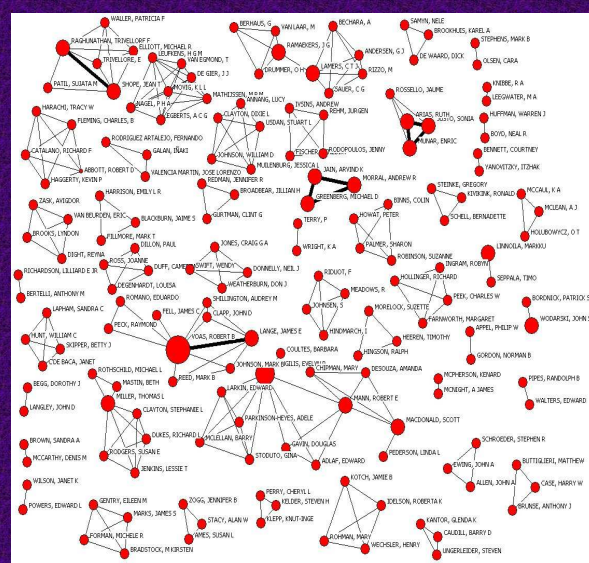 WALLER, PATRICIA F
RAGHUNATHAN, TRIVELLORF F
ELLIOTT, MICHAEL R
TRIVELLORE, E
PATIL, SUJATA M
SHOPE, JEAN T
LEUFKENS, H G M
VAN EGMOND, T
DE GIER, J J
MOVIG, K L L
MATHIJSSEN, M P M
NAGEL, P H A
EGBERTS, A C G
BERHAUS, G
VAN LAAR, M
RAMAEKERS, J G
DRUMMER, O H
BECHARA, A
ANDERSEN, G J
LAMERS, C T J
RIZZO, M
SAUER, C G
SAMYN, NELE
BROOKHUIS, KAREL A
DE WAARD, DICK
STEPHENS, MARK B
OLSEN, CARA
HARACHI, TRACY W
FLEMING, CHARLES, B
CATALANO, RICHARD F
ABBOTT, ROBERT D
HAGGERTY, KEVIN P
ANNANG, LUCY
CLAYTON, DIXIE L
USDAN, STUART L
JOHNSON, WILLIAM D
MUILENBURG, JESSICA L
IVSINS, ANDREW
REHM, JURGEN
FISCHER
RODOPOULOS, JENNY
ROSSELLO, JAUME
ARIAS, RUTH
JUSTO, SONIA
MUNAR, ENRIC
KNIBBE, R A
LEEGWATER, M A
HUFFMAN, WARREN J
BOYD, NEAL R
BENNETT, COURTNEY
YANOVITZKY, ITZHAK
RODRIGUEZ ARTALEJO, FERNANDO
GALAN, IÑAKI
VALENCIA MARTIN, JOSE LORENZO
REDMAN, JENNIFER R
BROADBEAR, JILLIAN H
GURTMAN, CLINT G
JAIN, ARVIND K
MORRAL, ANDREW R
GREENBERG, MICHAEL D
TERRY, P
WRIGHT, K A
BINNS, COLIN
HOWAT, PETER
PALMER, SHARON
ROBINSON, SUZANNE
STEINKE, GREGORY
KIVIKINK, RONALD
SCHELL, BERNADETTE
MCCALL, K A
MCLEAN, A J
HOLUBOWYCZ, O T
ZASK, AVIGDOR
VAN BEURDEN, ERIC
BROOKS, LYNDON
DIGHT, REYNA
HARRISON, EMILY L R
BLACKBURN, JAIME S
FILLMORE, MARK T
DILLON, PAUL
ROSS, JOANNE
DUFF, CAMERON
DEGENHARDT, LOUISA
JONES, CRAIG G A
SWIFT, WENDY
DONNELLY, NEIL J
WEATHERBURN, DON J
RIDUOT, F
MEADOWS, R
JOHNSEN, S
HINDMARCH, I
INGRAM, ROBYN
HOLLINGER, RICHARD
PEEK, CHARLES W
FARNWORTH, MARGARET
LINNOILA, MARKKU
SEPPALA, TIMO
RICHARDSON, LILLIARD E JR
BERTELLI, ANTHONY M
ROMANO, EDUARDO
FELL, JAMES C
PECK, RAYMOND
SHILLINGTON, AUDREY M
CLAPP, JOHN D
VOAS, ROBERT B
LANGE, JAMES E
REED, MARK B
JOHNSON, MARK B
MORELOCK, SUZETTE
HEEREN, TIMOTHY
HINGSON, RALPH
APPEL, PHILIP W
GORDON, NORMAN B
BORDNICK, PATRICK S
WODARSKI, JOHN S
LAPHAM, SANDRA C
HUNT, WILLIAM C
SKIPPER, BETTY J
CDE BACA, JANET
BEGG, DOROTHY J
LANGLEY, JOHN D
ROTHSCHILD, MICHAEL L
MASTIN, BETH
MILLER, THOMAS L
CLAYTON, STEPHANIE L
DUKES, RICHARD L
RODGERS, SUSAN E
JENKINS, LESSIE T
COULTES, BARBARA
LARKIN, EDWARD
PARKINSON-HEYES, ADELE
MCLELLAN, BARRY
STODUTO, GINA
CHIPMAN, MARY
DESOUZA, AMANDA
MANN, ROBERT E
MACDONALD, SCOTT
GAVIN, DOUGLAS
PEDERSON, LINDA L
ADLAF, EDWARD
MCPHERSON, KENARD
MCKNIGHT, A JAMES
PIPES, RANDOLPH B
WALTERS, EDWARD
BROWN, SANDRA A
MCCARTHY, DENIS M
WILSON, JANET K
POWERS, EDWARD L
GENTRY, EILEEN M
MARKS, JAMES S
FORMAN, MICHELE R
BRADSTOCK, M KIRSTEN
ZOGG, JENNIFER B
STACY, ALAN W
AMES, SUSAN L
PERRY, CHERYL L
KELDER, STEVEN H
KLEPP, KNUT-INGE
KOTCH, JAMIE B
IDELSON, ROBERTA K
ROHMAN, MARY
WECHSLER, HENRY
SCHROEDER, STEPHEN R
EWING, JOHN A
ALLEN, JOHN A
BUTTIGLIERI, MATTHEW
CASE, HARRY W
BRUNSE, ANTHONY J
KANTOR, GLENDA K
CAUDILL, BARRY D
UNGERLEIDER, STEVEN